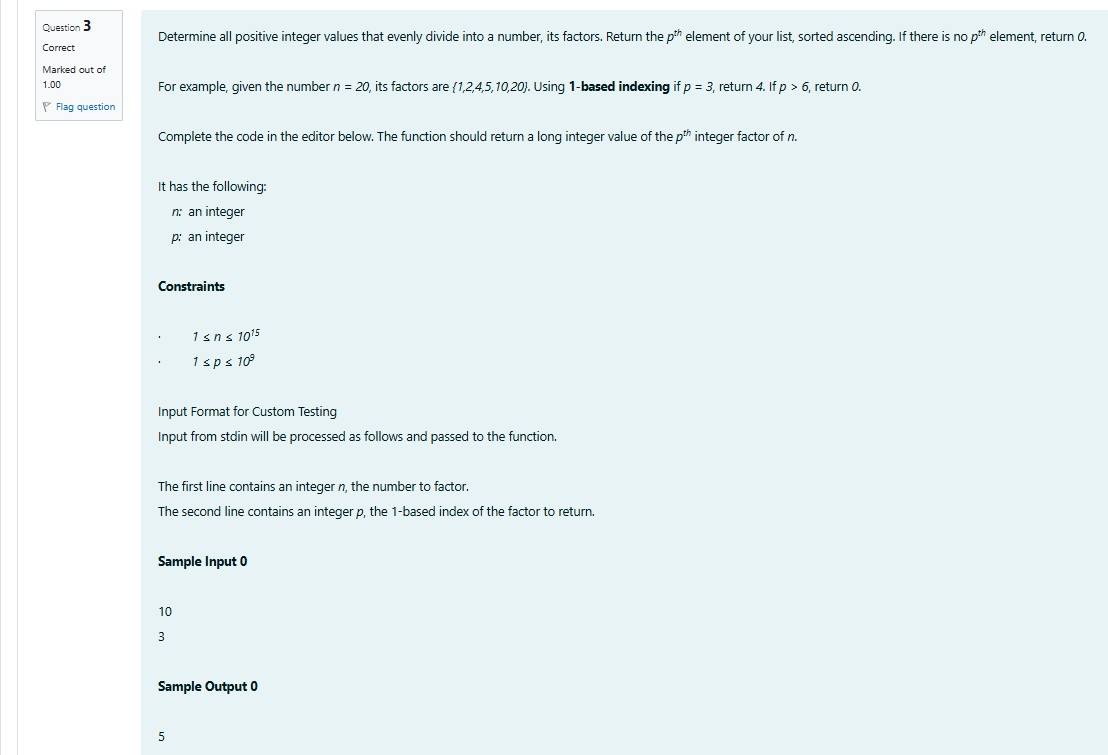 Question 3
Correct
Marked out of
1.00
Flag question
Determine all positive integer values that evenly divide into a number, its factors. Return the pth element of your list, sorted ascending. If there is no pth element, return 0.
For example, given the number n = 20, its factors are {1,2,4,5,10,20}. Using 1-based indexing if p = 3, return 4. If p > 6, return 0.
Complete the code in the editor below. The function should return a long integer value of the pth integer factor of n.
It has the following:
n: an integer
p: an integer
Constraints
· 1 ≤ n ≤ 10¹⁵
· 1 ≤ p ≤ 10⁹
Input Format for Custom Testing
Input from stdin will be processed as follows and passed to the function.
The first line contains an integer n, the number to factor.
The second line contains an integer p, the 1-based index of the factor to return.
Sample Input 0
10
3
Sample Output 0
5